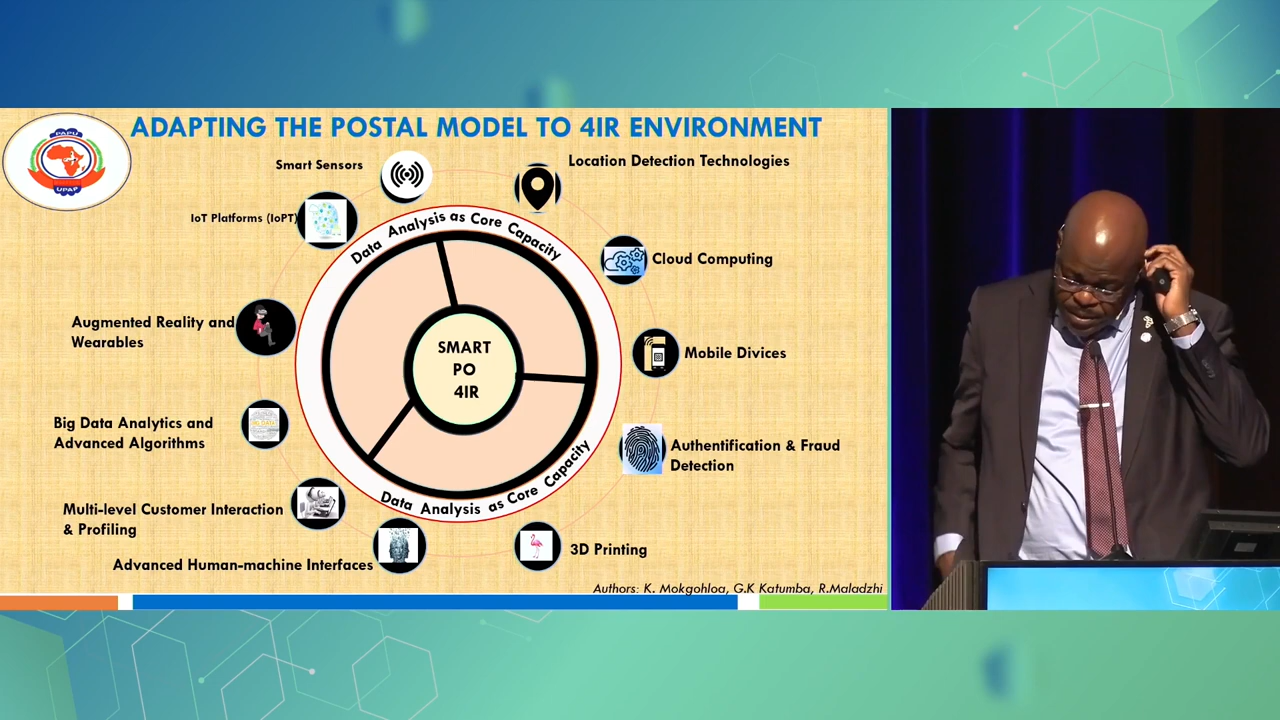 ADAPTING THE POSTAL MODEL TO 4IR ENVIRONMENT
PAPU
UPAP
Smart Sensors
Location Detection Technologies
IoT Platforms (IoPT)
Data Analysis as Core Capacity
Cloud Computing
Augmented Reality and
Wearables
SMART
PO
4IR
Mobile Divices
Big Data Analytics and
Advanced Algorithms
BIG DATA
Authentification & Fraud
Detection
Data Analysis as Core Capacity
Multi-level Customer Interaction
& Profiling
Advanced Human-machine Interfaces
3D Printing
Authors: K. Mokgohloa, G.K Katumba, R.Maladzhi